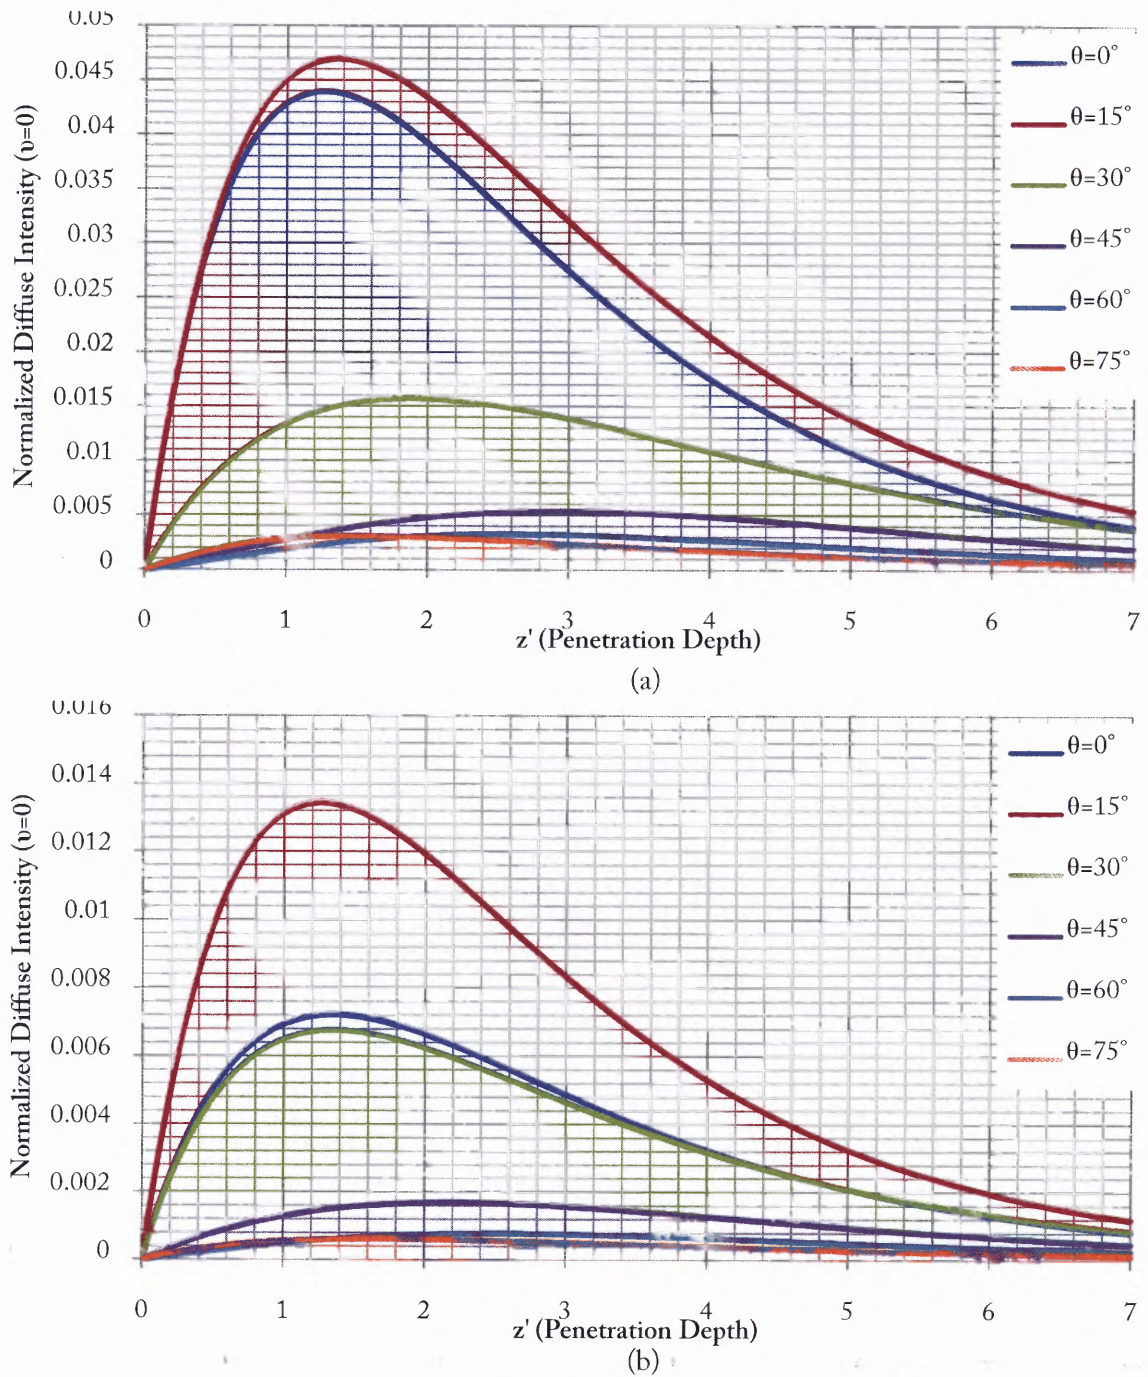 0.05
0.045
0.04
0.035
0.03
0.025
0.02
0.015
0.01
0.005
0
Normalized Diffuse Intensity (υ=0)
θ=0°
θ=15°
θ=30°
θ=45°
θ=60°
θ=75°
0 1 2 3 4 5 6 7
z' (Penetration Depth)
(a)
0.016
0.014
0.012
0.01
0.008
0.006
0.004
0.002
0
Normalized Diffuse Intensity (υ=0)
θ=0°
θ=15°
θ=30°
θ=45°
θ=60°
θ=75°
0 1 2 3 4 5 6 7
z' (Penetration Depth)
(b)